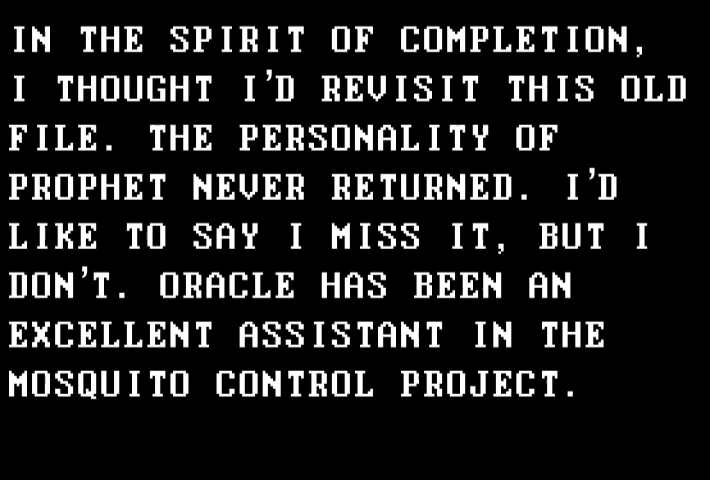 IN THE SPIRIT OF COMPLETION,
I THOUGHT I'D REVISIT THIS OLD
FILE. THE PERSONALITY OF
PROPHET NEVER RETURNED. I'D
LIKE TO SAY I MISS IT, BUT I
DON'T. ORACLE HAS BEEN AN
EXCELLENT ASSISTANT IN THE
MOSQUITO CONTROL PROJECT.